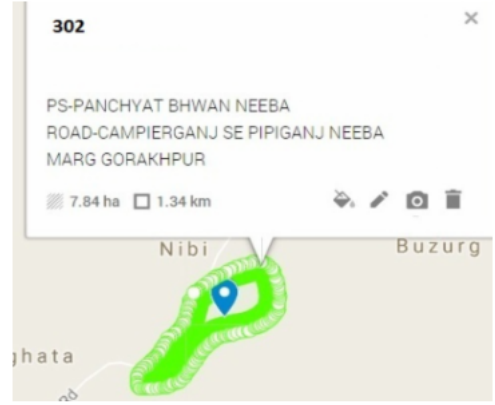 302
×
PS-PANCHYAT BHWAN NEEBA
ROAD-CAMPIERGANJ SE PIPIGANJ NEEBA
MARG GORAKHPUR
7.84 ha 1.34 km
Nibi Buzurg
ghata
Rd